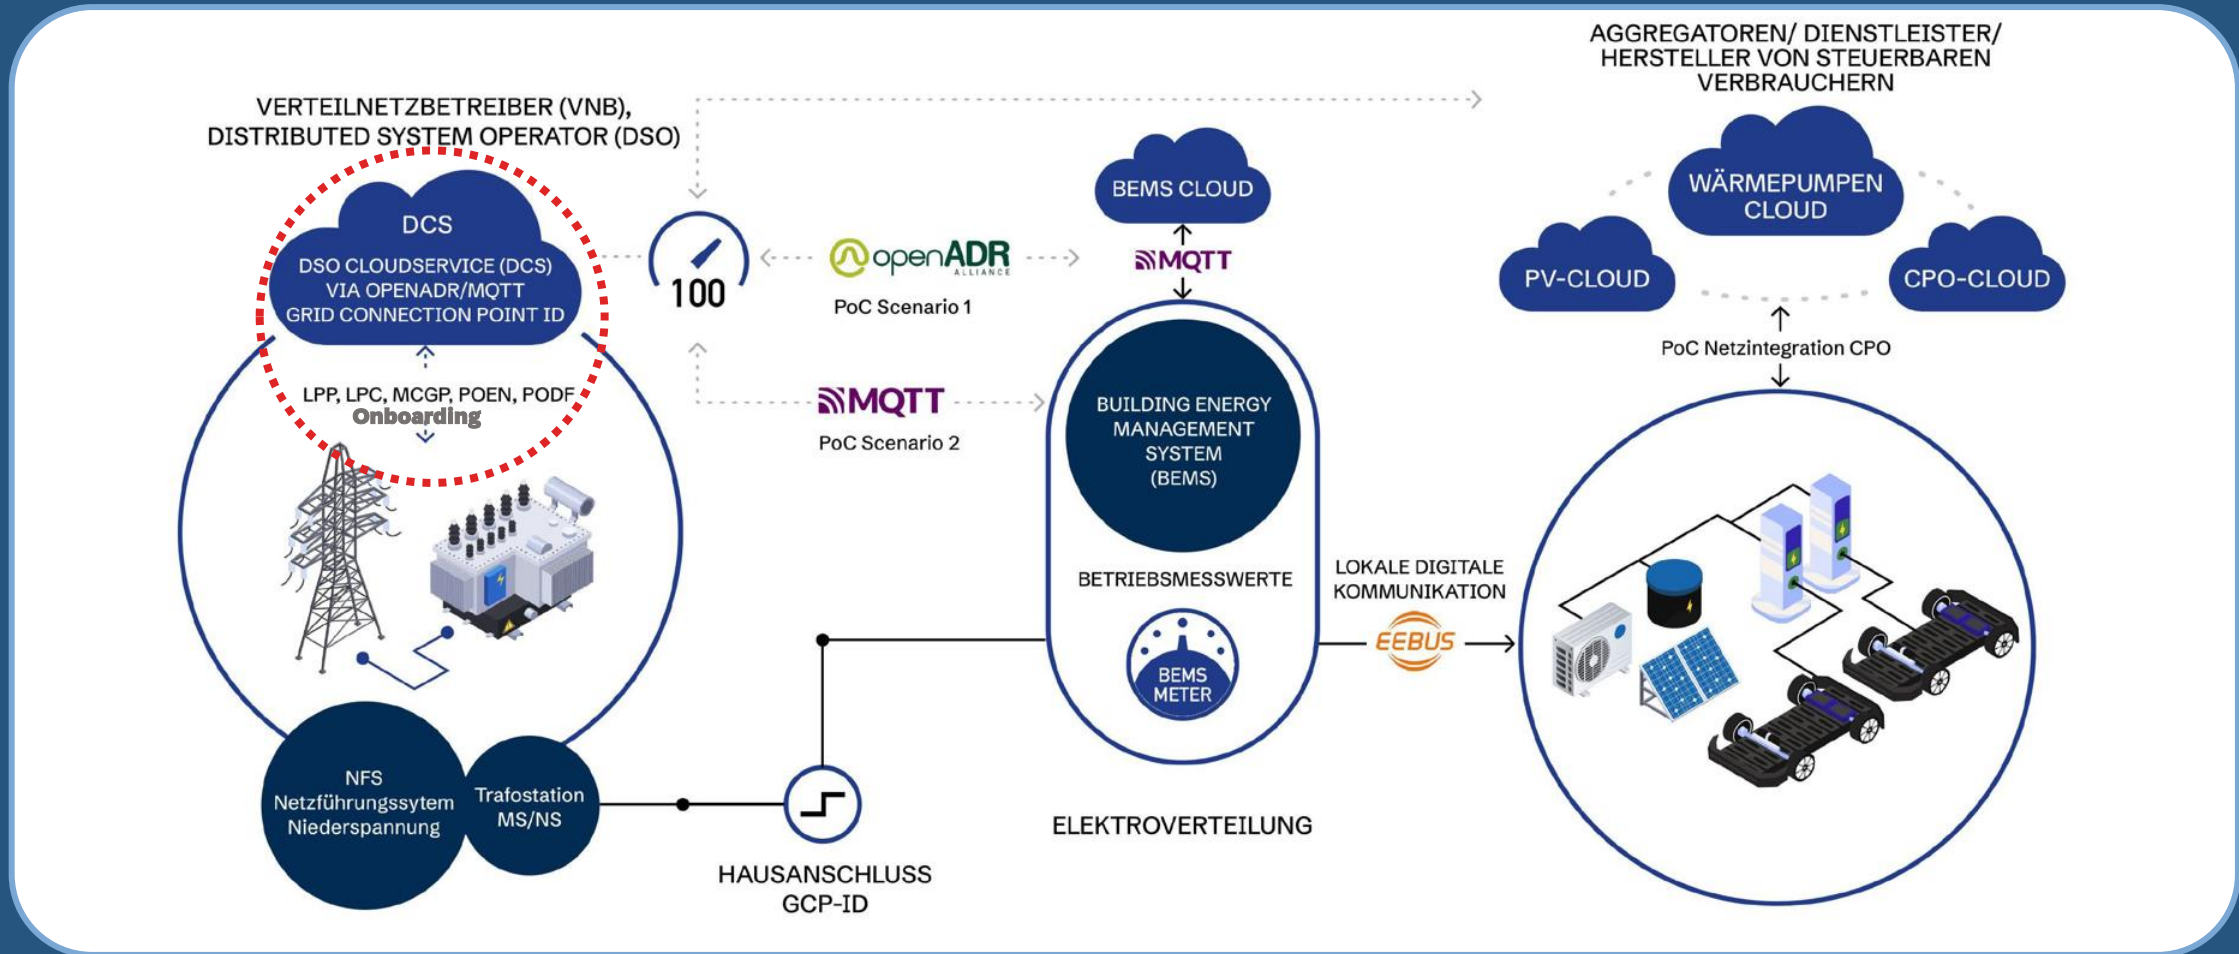 AGGREGATOREN/ DIENSTLEISTER/
HERSTELLER VON STEUERBAREN
VERBRAUCHERN
VERTEILNETZBETREIBER (VNB),
DISTRIBUTED SYSTEM OPERATOR (DSO)
DCS
DSO CLOUDSERVICE (DCS)
VIA OPENADR/MQTT
GRID CONNECTION POINT ID
LPP, LPC, MCGP, POEN, PODF
Onboarding
100
openADR
ALLIANCE
PoC Scenario 1
MQTT
PoC Scenario 2
BEMS CLOUD
MQTT
BUILDING ENERGY
MANAGEMENT
SYSTEM
(BEMS)
BETRIEBSMESSWERTE
BEMS
METER
ELEKTROVERTEILUNG
LOKALE DIGITALE
KOMMUNIKATION
EEBUS
WÄRMEPUMPEN
CLOUD
PV-CLOUD
CPO-CLOUD
PoC Netzintegration CPO
NFS
Netzführungssytem
Niederspannung
Trafostation
MS/NS
HAUSANSCHLUSS
GCP-ID